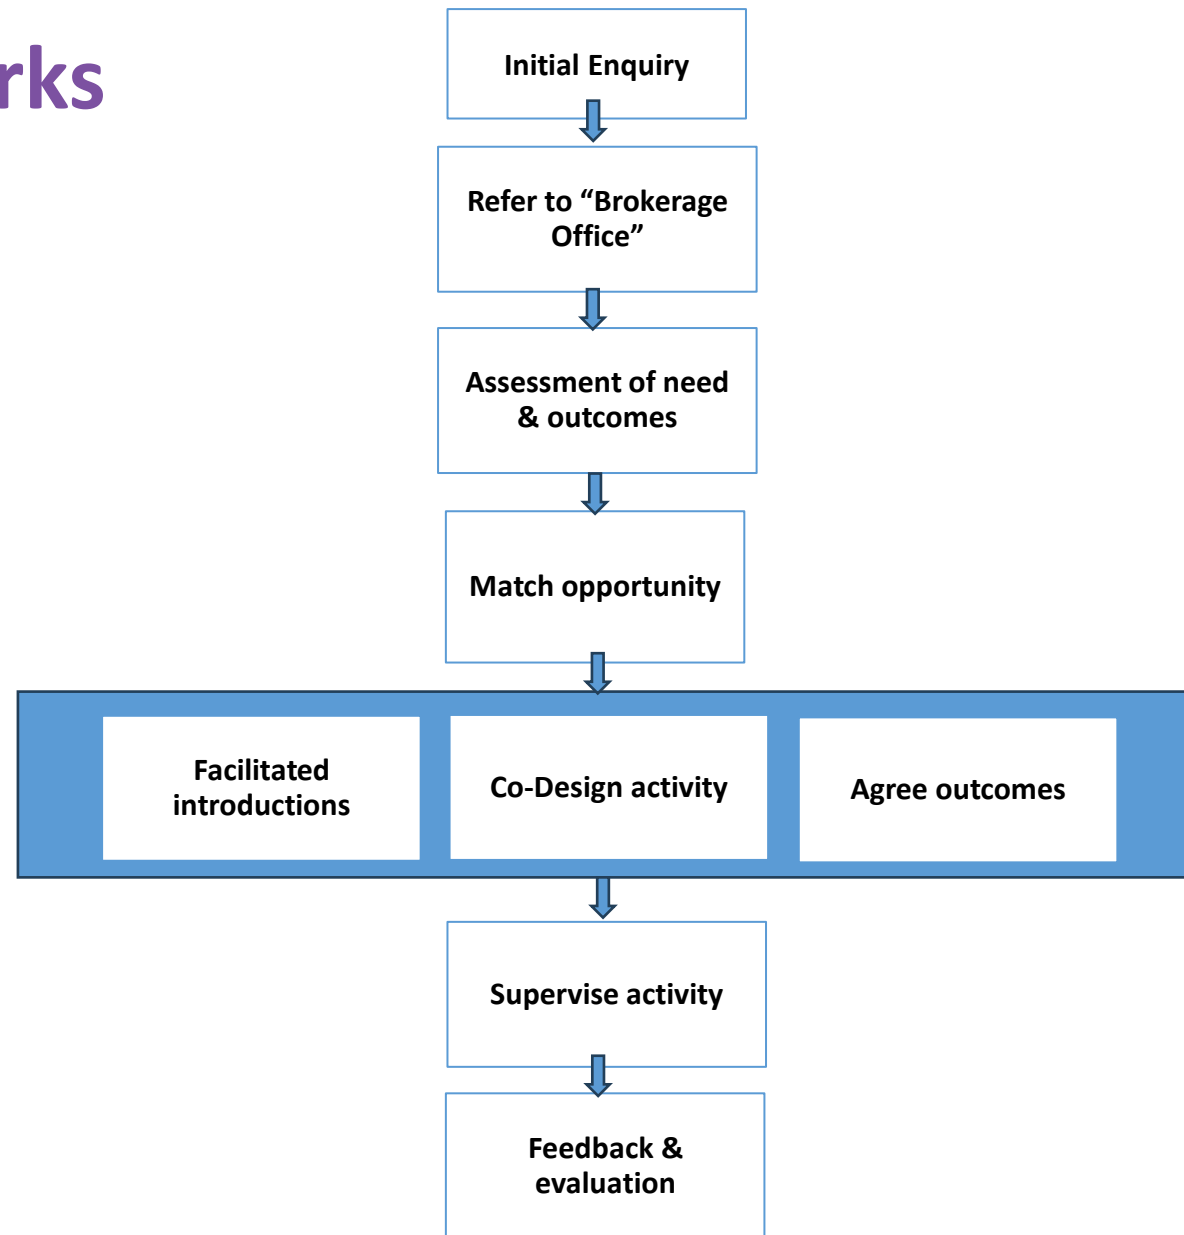 rks
Initial Enquiry
Refer to “Brokerage
Office”
Assessment of need
& outcomes
Match opportunity
Facilitated
introductions
Co-Design activity
Agree outcomes
Supervise activity
Feedback &
evaluation